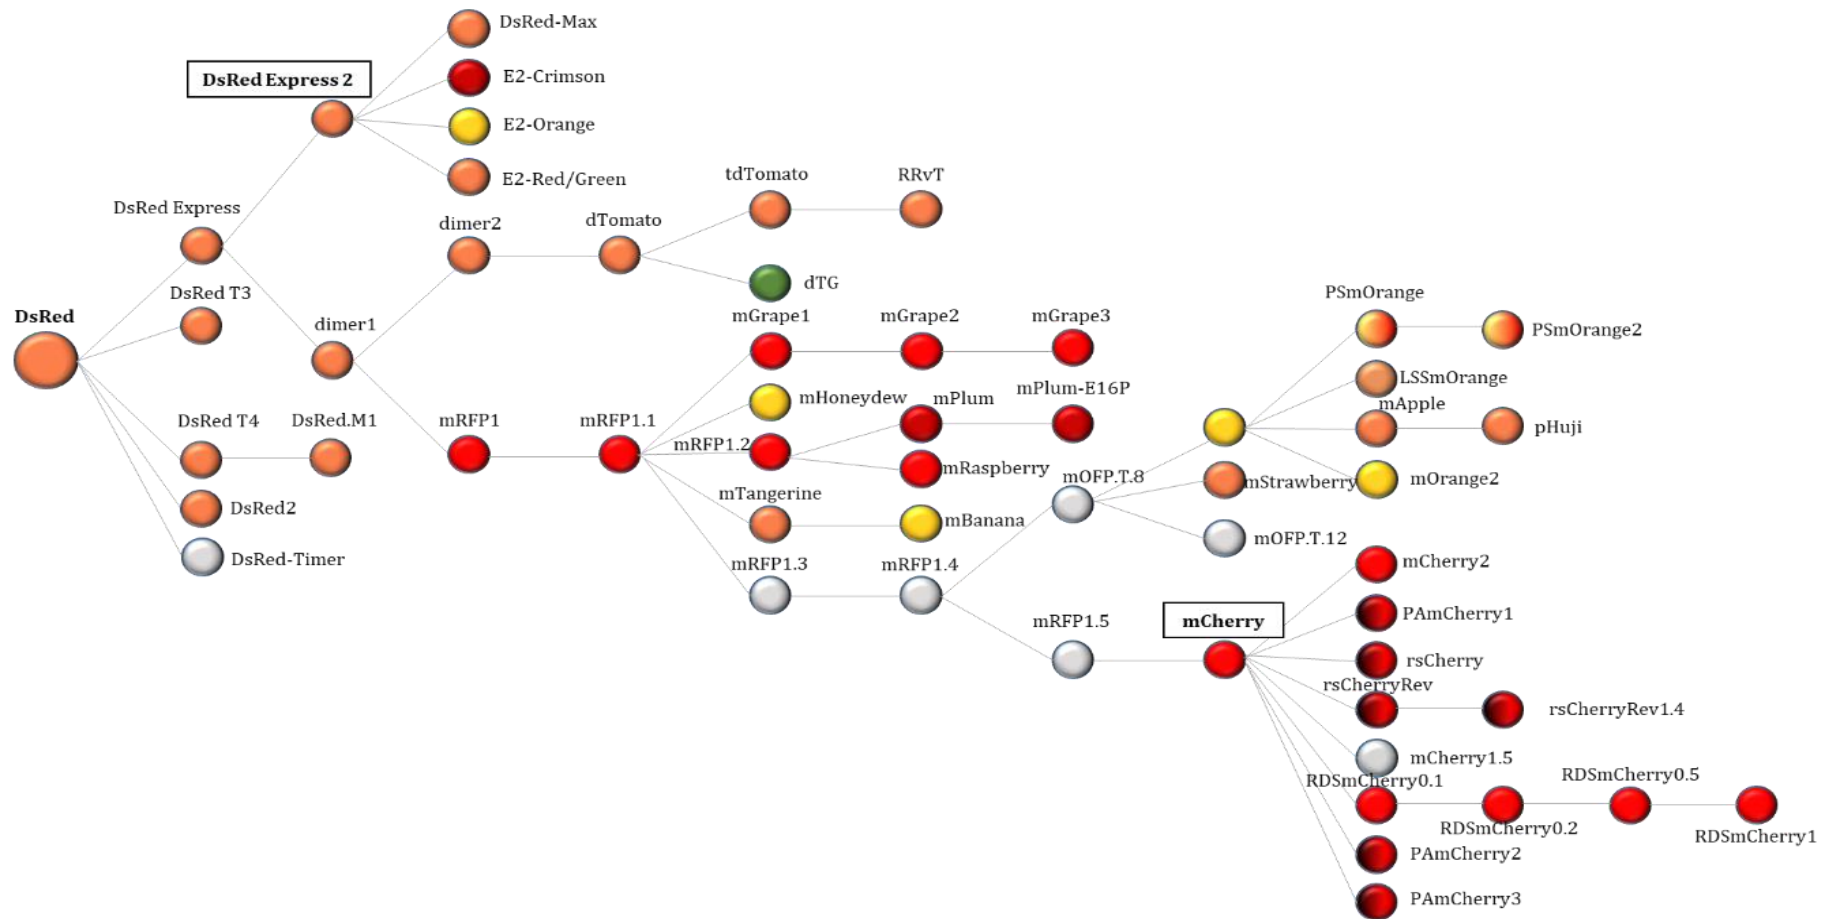 DsRed-Max
DsRed Express 2
E2-Crimson
E2-Orange
E2-Red/Green
tdTomato
RRvT
DsRed Express
dimer2
dTomato
dTG
DsRed T3
PSmOrange
DsRed
dimer1
mGrape1
mGrape2
mGrape3
PSmOrange2
LSSmOrange
mHoneydew
mPlum
mPlum-E16P
mApple
DsRed T4
DsRed.M1
mRFP1
mRFP1.1
mRFP1.2
pHuji
mRaspberry
mOFP.T.8
mStrawberry
mOrange2
mTangerine
DsRed2
mBanana
mOFP.T.12
DsRed-Timer
mRFP1.3
mRFP1.4
mCherry2
mRFP1.5
mCherry
PAmCherry1
rsCherry
rsCherryRev
rsCherryRev1.4
mCherry1.5
RDSmCherry0.1
RDSmCherry0.5
RDSmCherry0.2
RDSmCherry1
PAmCherry2
PAmCherry3